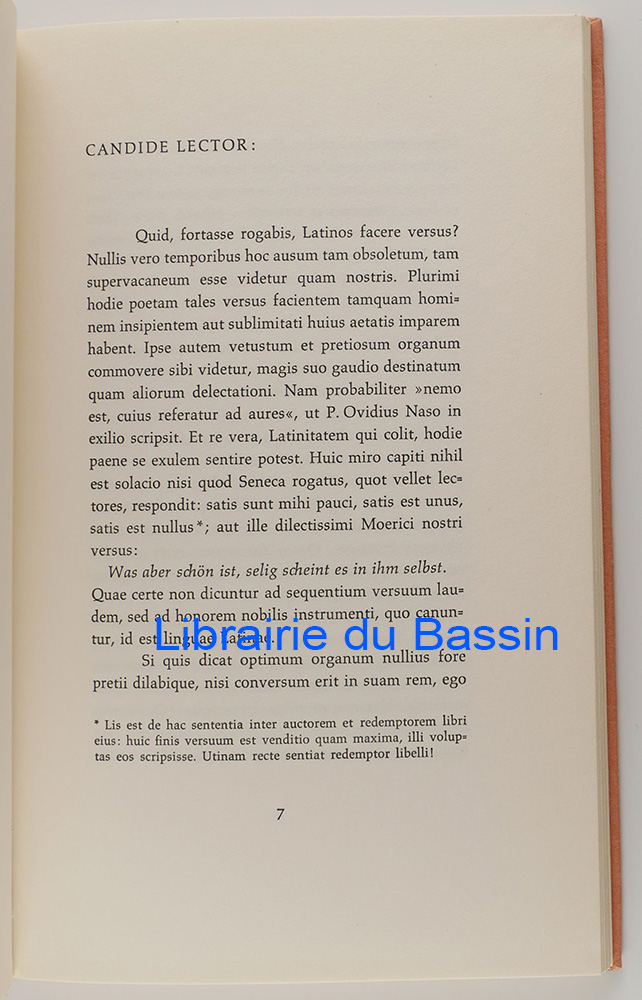 CANDIDE LECTOR:
Quid, fortasse rogabis, Latinos facere versus?
Nullis vero temporibus hoc ausum tam obsoletum, tam
supervacaneum esse videtur quam nostris. Plurimi
hodie poetam tales versus facientem tamquam homi=
nem insipientem aut sublimitati huius aetatis imparem
habent. Ipse autem vetustum et pretiosum organum
commovere sibi videtur, magis suo gaudio destinatum
quam aliorum delectationi. Nam probabiliter »nemo
est, cuius referatur ad aures«, ut P. Ovidius Naso in
exilio scripsit. Et re vera, Latinitatem qui colit, hodie
paene se exulem sentire potest. Huic miro capiti nihil
est solacio nisi quod Seneca rogatus, quot vellet lec=
tores, respondit: satis sunt mihi pauci, satis est unus,
satis est nullus*; aut ille dilectissimi Moerici nostri
versus:
Was aber schön ist, selig scheint es in ihm selbst.
Quae certe non dicuntur ad sequentium versuum lau=
dem, sed ad honorem nobilis instrumenti, quo canun=
tur, id est linguae Latinae.
Librairie du Bassin
Si quis dicat optimum organum nullius fore
pretii dilabique, nisi conversum erit in suam rem, ego
* Lis est de hac sententia inter auctorem et redemptorem libri
eius: huic finis versuum est venditio quam maxima, illi volup=
tas eos scripsisse. Utinam recte sentiat redemptor libelli!
7